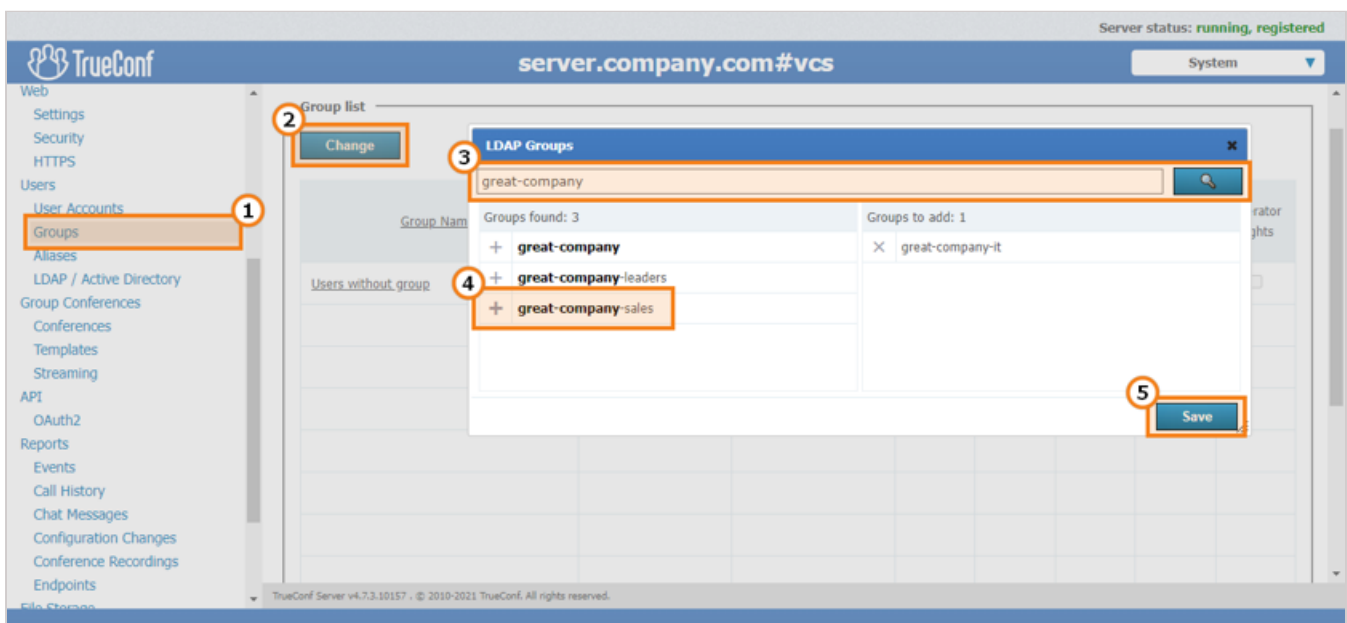 Server status: running, registered
TrueConf
server.company.com#vcs
System
Web
Settings
Security
HTTPS
Users
User Accounts
Groups
Aliases
LDAP / Active Directory
Group Conferences
Conferences
Templates
Streaming
API
OAuth2
Reports
Events
Call History
Chat Messages
Configuration Changes
Conference Recordings
Endpoints
File Storage
1
Group list
2
Change
Group Nam
rator
ghts
Users without group
3
LDAP Groups
great-company
Groups found: 3
Groups to add: 1
great-company
great-company-it
great-company-leaders
4
great-company-sales
5
Save
TrueConf Server v4.7.3.10157 . © 2010-2021 TrueConf. All rights reserved.